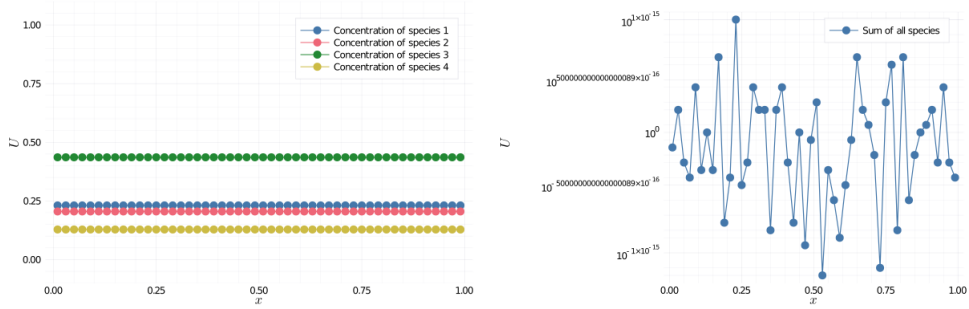 1.00
0.75
0.50
0.25
0.00
U
0.00
0.25
0.50
0.75
1.00
x
Concentration of species 1
Concentration of species 2
Concentration of species 3
Concentration of species 4
10^1×10^-15
10^500000000000000089×10^-16
10^0
10^-500000000000000089×10^-16
10^-1×10^-15
U
0.00
0.25
0.50
0.75
1.00
x
Sum of all species